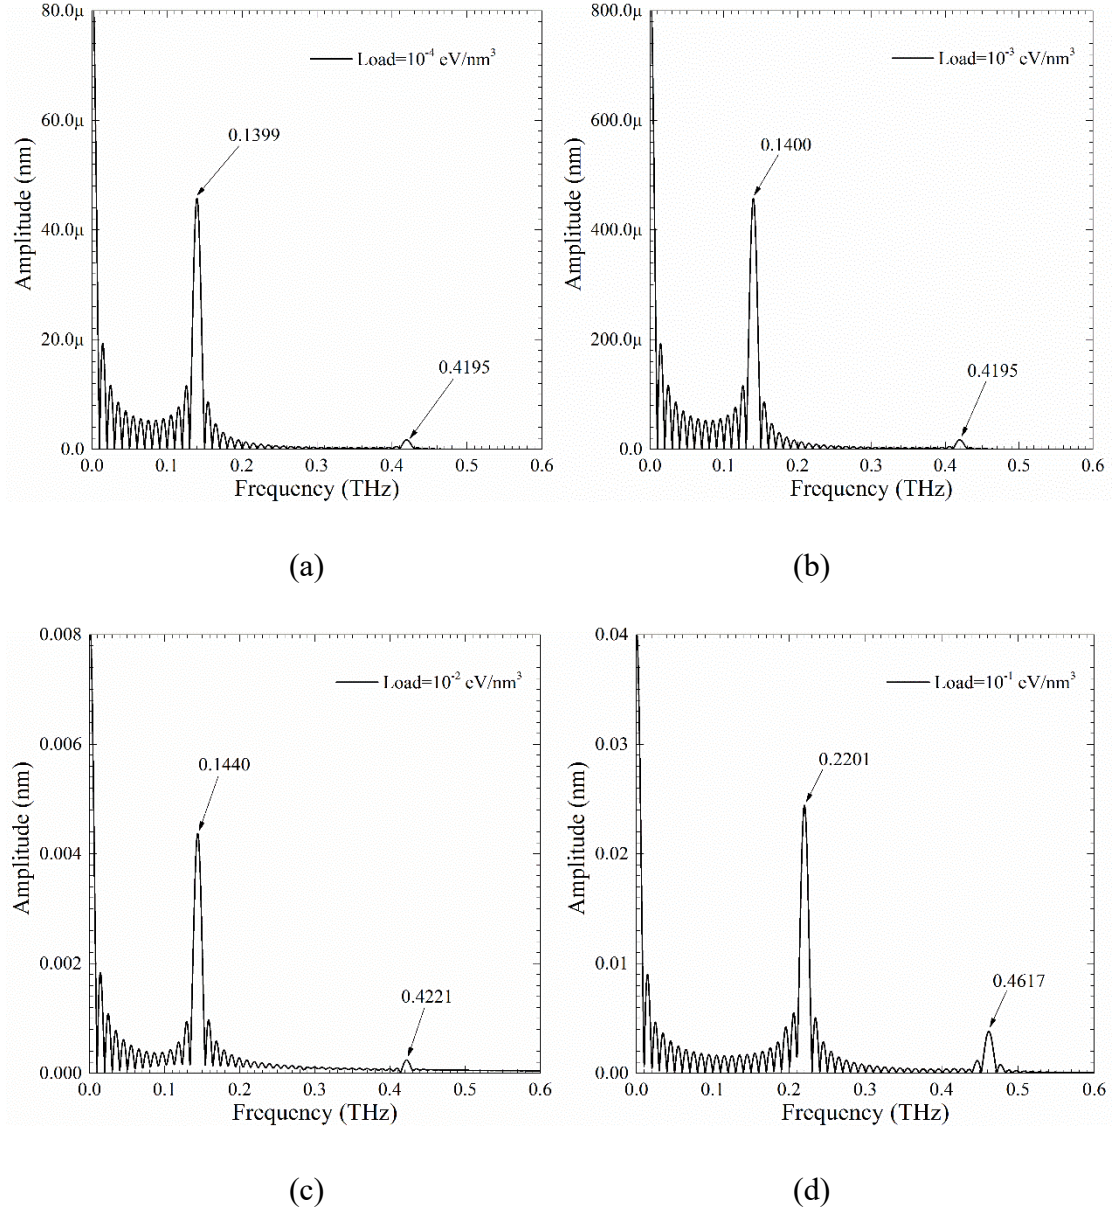 80.0μ
60.0μ
40.0μ
20.0μ
0.0
Amplitude (nm)
Load=10⁻⁴ eV/nm³
0.1399
0.4195
0.0 0.1 0.2 0.3 0.4 0.5 0.6
Frequency (THz)
(a)
800.0μ
600.0μ
400.0μ
200.0μ
0.0
Amplitude (nm)
Load=10⁻³ eV/nm³
0.1400
0.4195
0.0 0.1 0.2 0.3 0.4 0.5 0.6
Frequency (THz)
(b)
0.008
0.006
0.004
0.002
0.000
Amplitude (nm)
Load=10⁻² eV/nm³
0.1440
0.4221
0.0 0.1 0.2 0.3 0.4 0.5 0.6
Frequency (THz)
(c)
0.04
0.03
0.02
0.01
0.00
Amplitude (nm)
Load=10⁻¹ eV/nm³
0.2201
0.4617
0.0 0.1 0.2 0.3 0.4 0.5 0.6
Frequency (THz)
(d)